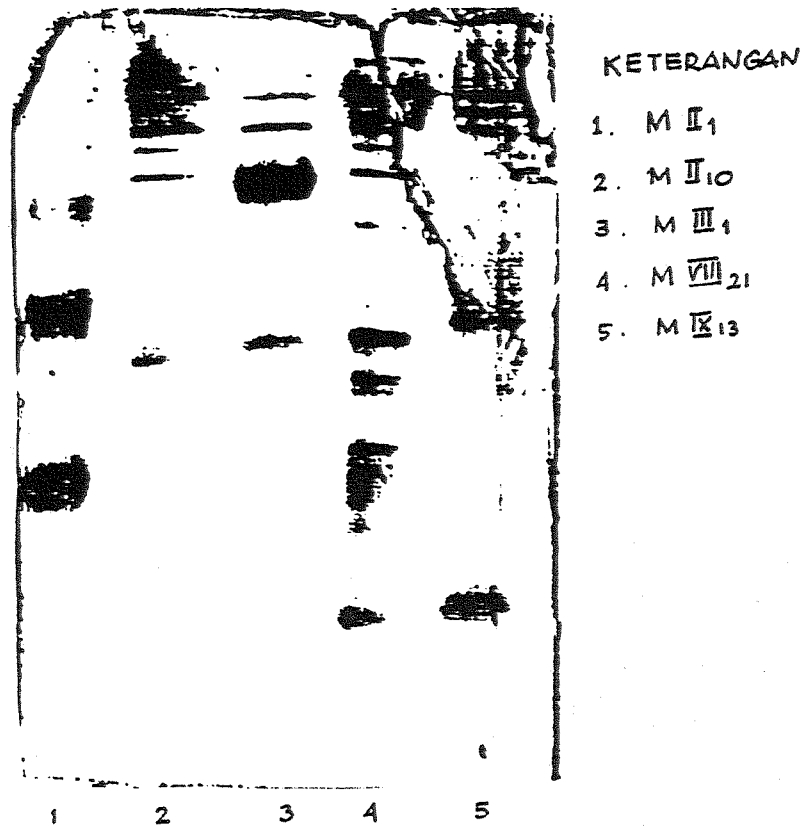 KETERANGAN
1. M II1
2. M II10
3. M III1
4. M VIII21
5. M IX13
1 2 3 4 5